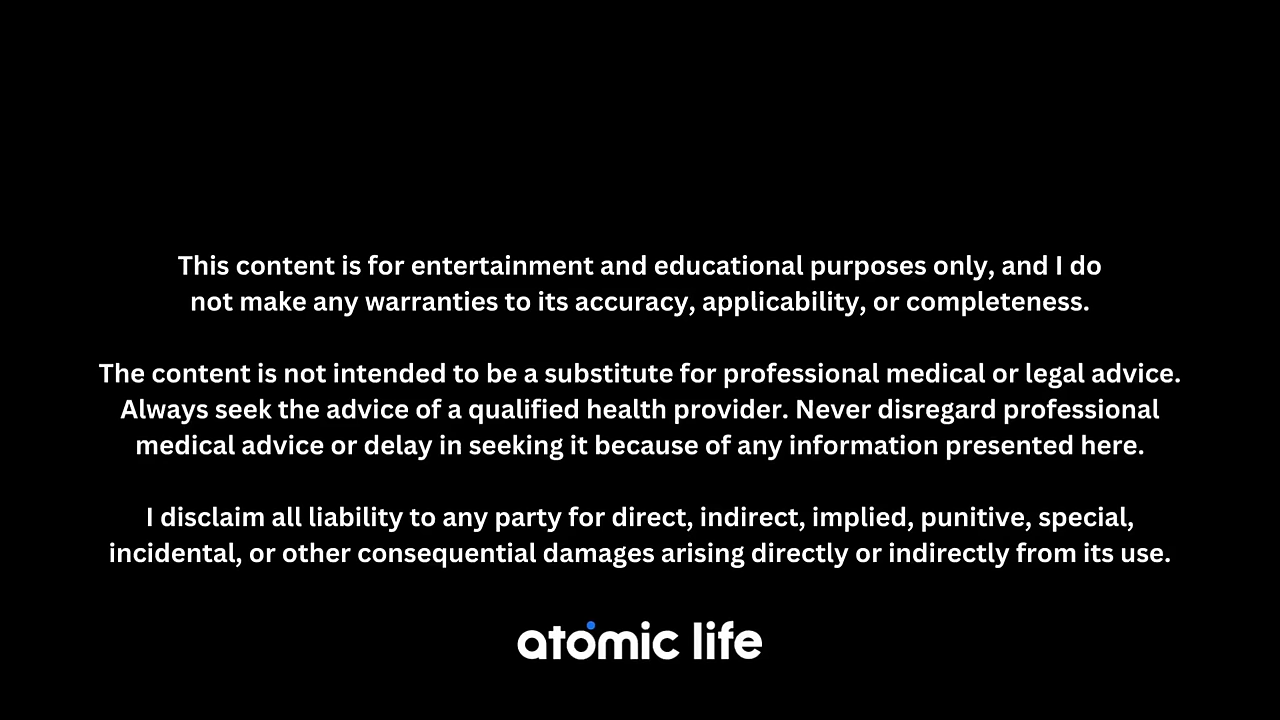 This content is for entertainment and educational purposes only, and I do
not make any warranties to its accuracy, applicability, or completeness.
The content is not intended to be a substitute for professional medical or legal advice.
Always seek the advice of a qualified health provider. Never disregard professional
medical advice or delay in seeking it because of any information presented here.
I disclaim all liability to any party for direct, indirect, implied, punitive, special,
incidental, or other consequential damages arising directly or indirectly from its use.
atomic life